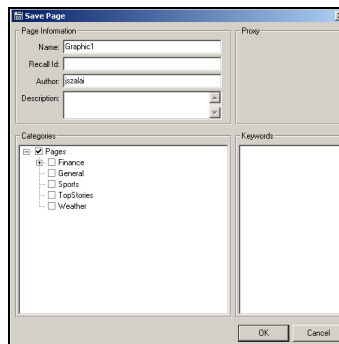 Save Page
Page Information
Name: Graphic1
Recall Id:
Author: jszalai
Description:
Proxy
Categories
Pages
Finance
General
Sports
TopStories
Weather
Keywords
OK
Cancel